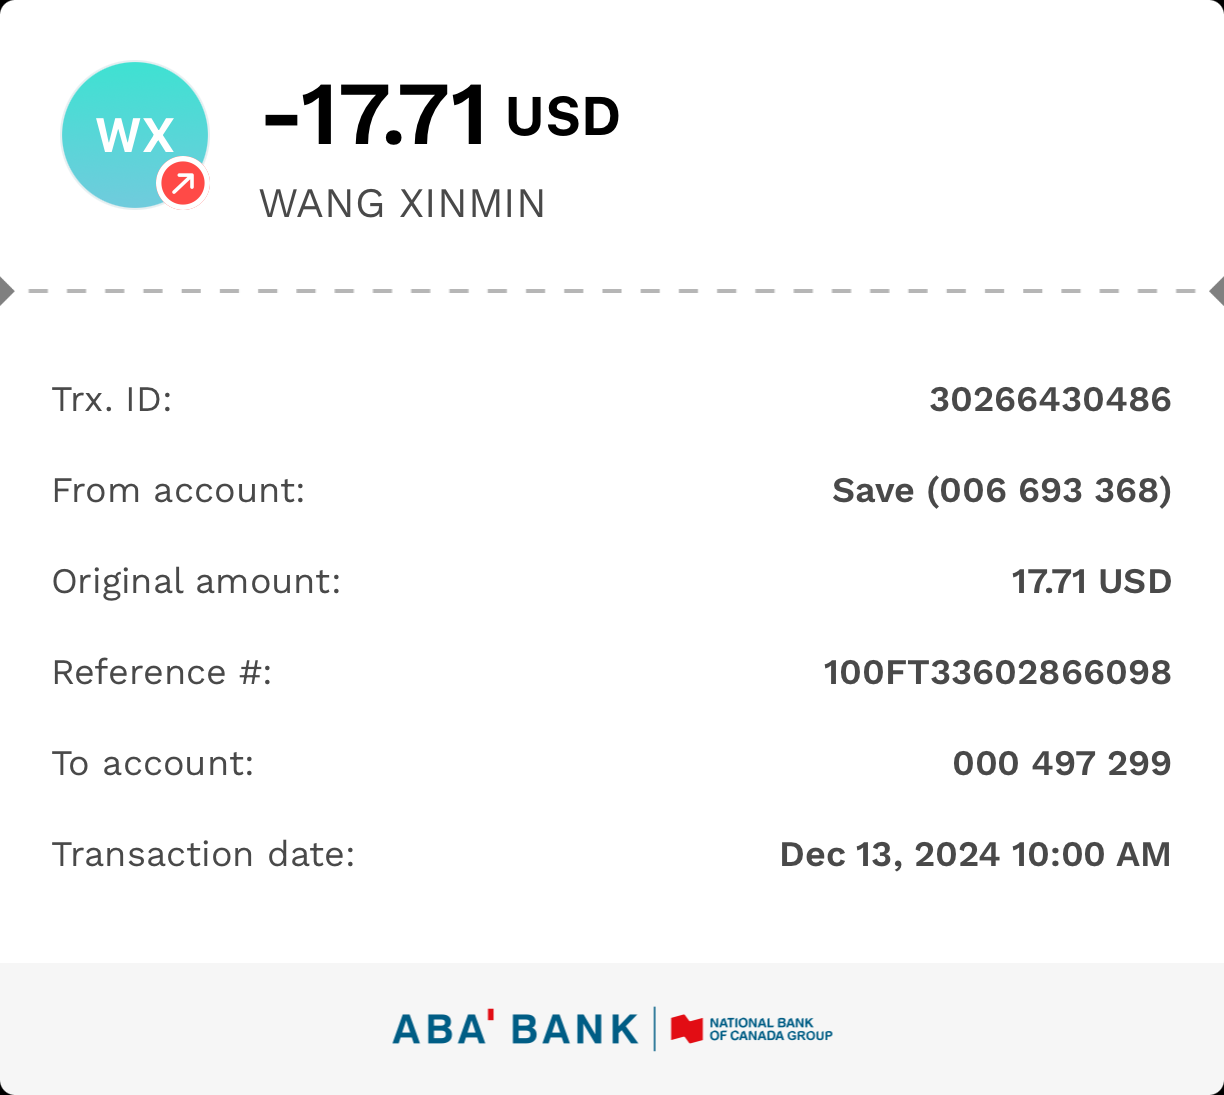 WX
-17.71 USD
WANG XINMIN
Trx. ID: 30266430486
From account: Save (006 693 368)
Original amount: 17.71 USD
Reference #: 100FT33602866098
To account: 000 497 299
Transaction date: Dec 13, 2024 10:00 AM
ABA' BANK
NATIONAL BANK
OF CANADA GROUP